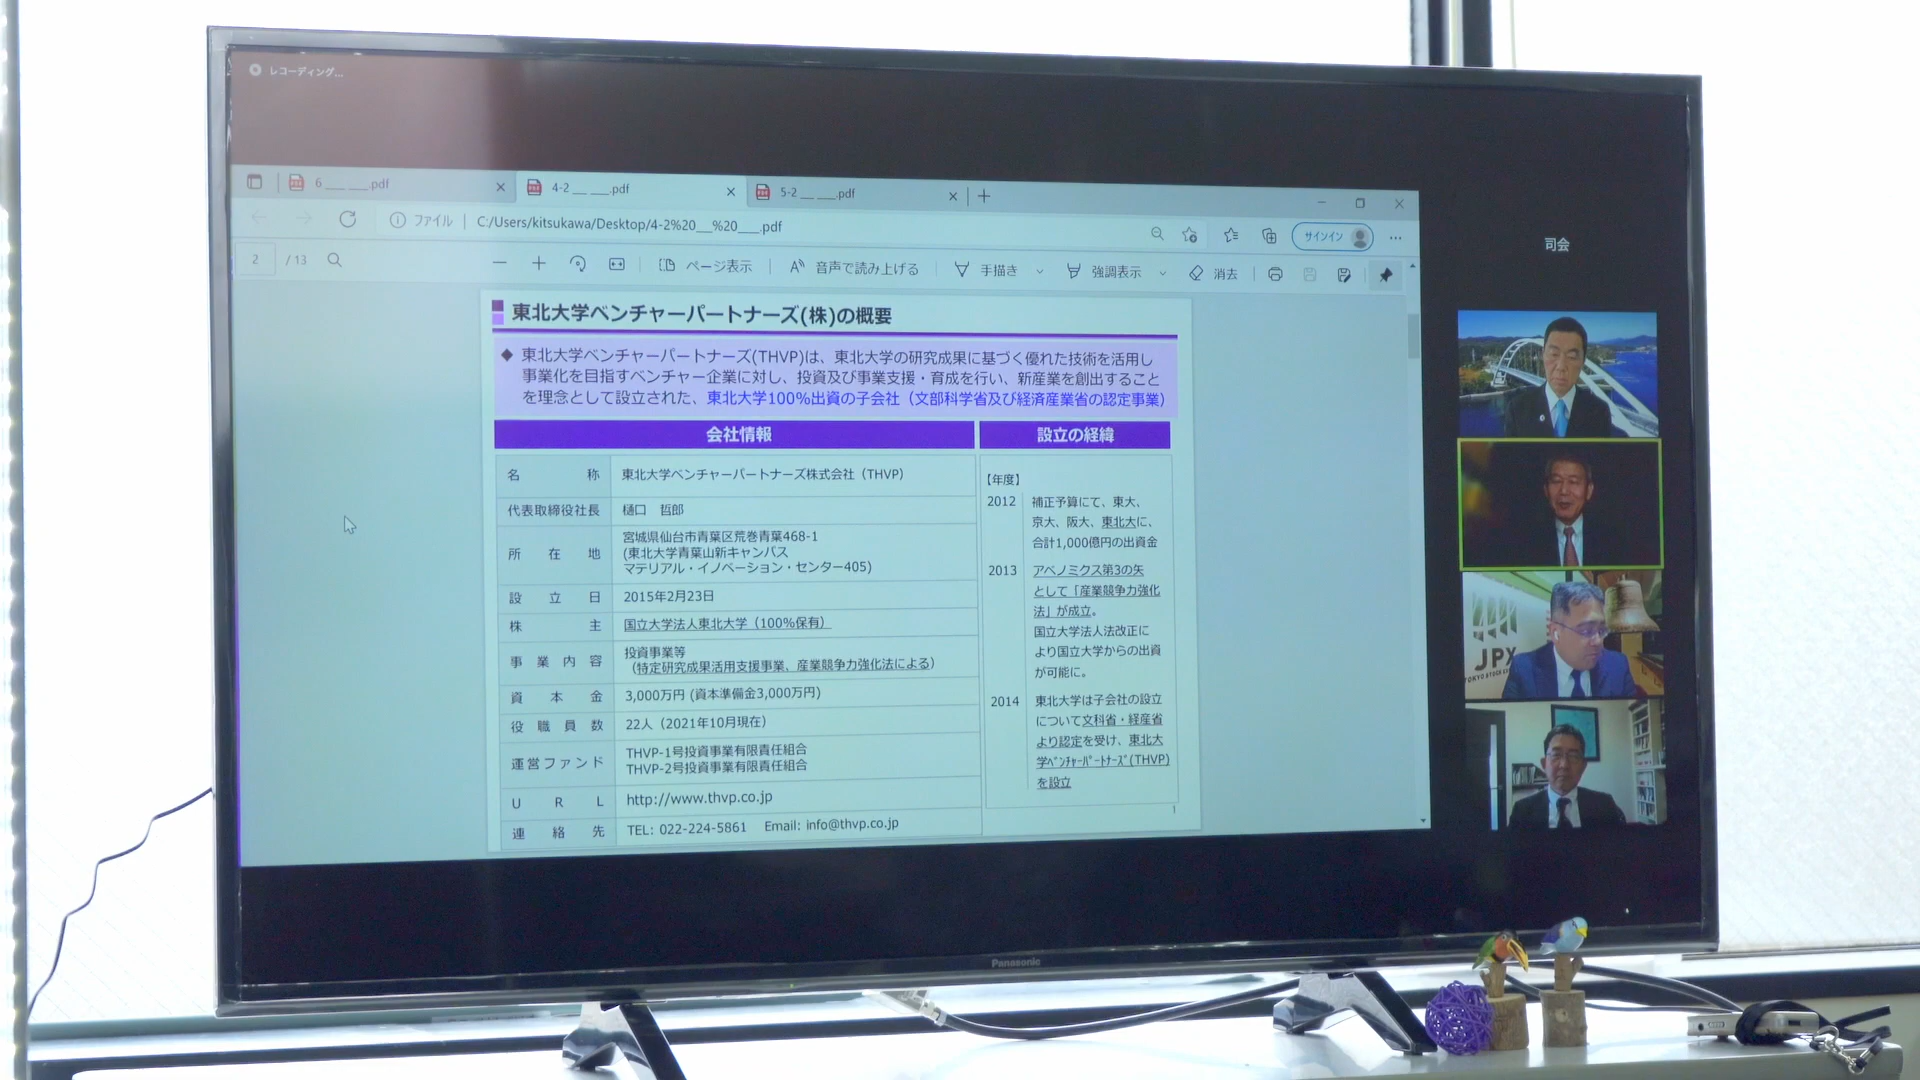 レコーディング...
6 ___ ___.pdf
4-2 __ ___.pdf
5-2 __ ____.pdf
ファイル
C:/Users/kitsukawa/Desktop/4-2%20__%20___.pdf
サインイン
2 / 13
ページ表示
音声で読み上げる
手描き
強調表示
消去
東北大学ベンチャーパートナーズ(株)の概要
◆ 東北大学ベンチャーパートナーズ(THVP)は、東北大学の研究成果に基づく優れた技術を活用し
事業化を目指すベンチャー企業に対し、投資及び事業支援・育成を行い、新産業を創出すること
を理念として設立された、東北大学100%出資の子会社（文部科学省及び経済産業省の認定事業）
会社情報
名称 東北大学ベンチャーパートナーズ株式会社（THVP）
代表取締役社長 樋口 哲郎
所在地 宮城県仙台市青葉区荒巻青葉468-1
(東北大学青葉山新キャンパス
マテリアル・イノベーション・センター405)
設立日 2015年2月23日
株主 国立大学法人東北大学（100%保有）
事業内容 投資事業等
（特定研究成果活用支援事業、産業競争力強化法による）
資本金 3,000万円 (資本準備金3,000万円)
役職員数 22人（2021年10月現在）
運営ファンド THVP-1号投資事業有限責任組合
THVP-2号投資事業有限責任組合
URL http://www.thvp.co.jp
連絡先 TEL: 022-224-5861 Email: info@thvp.co.jp
設立の経緯
【年度】
2012 補正予算にて、東大、
京大、阪大、東北大に、
合計1,000億円の出資金
2013 アベノミクス第3の矢
として「産業競争力強化
法」が成立。
国立大学法人法改正に
より国立大学からの出資
が可能に。
2014 東北大学は子会社の設立
について文科省・経産省
より認定を受け、東北大
学ﾍﾞﾝﾁｬｰﾊﾟｰﾄﾅｰｽﾞ(THVP)
を設立
1
司会
JPX
TOKYO STOCK EX
Panasonic